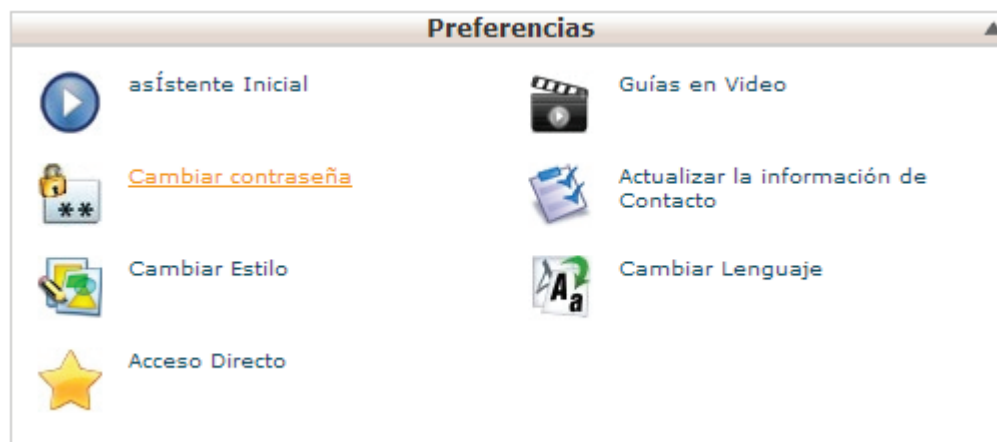 Preferencias
asÍstente Inicial
Guías en Video
Cambiar contraseña
Actualizar la información de
Contacto
Cambiar Estilo
Cambiar Lenguaje
Acceso Directo